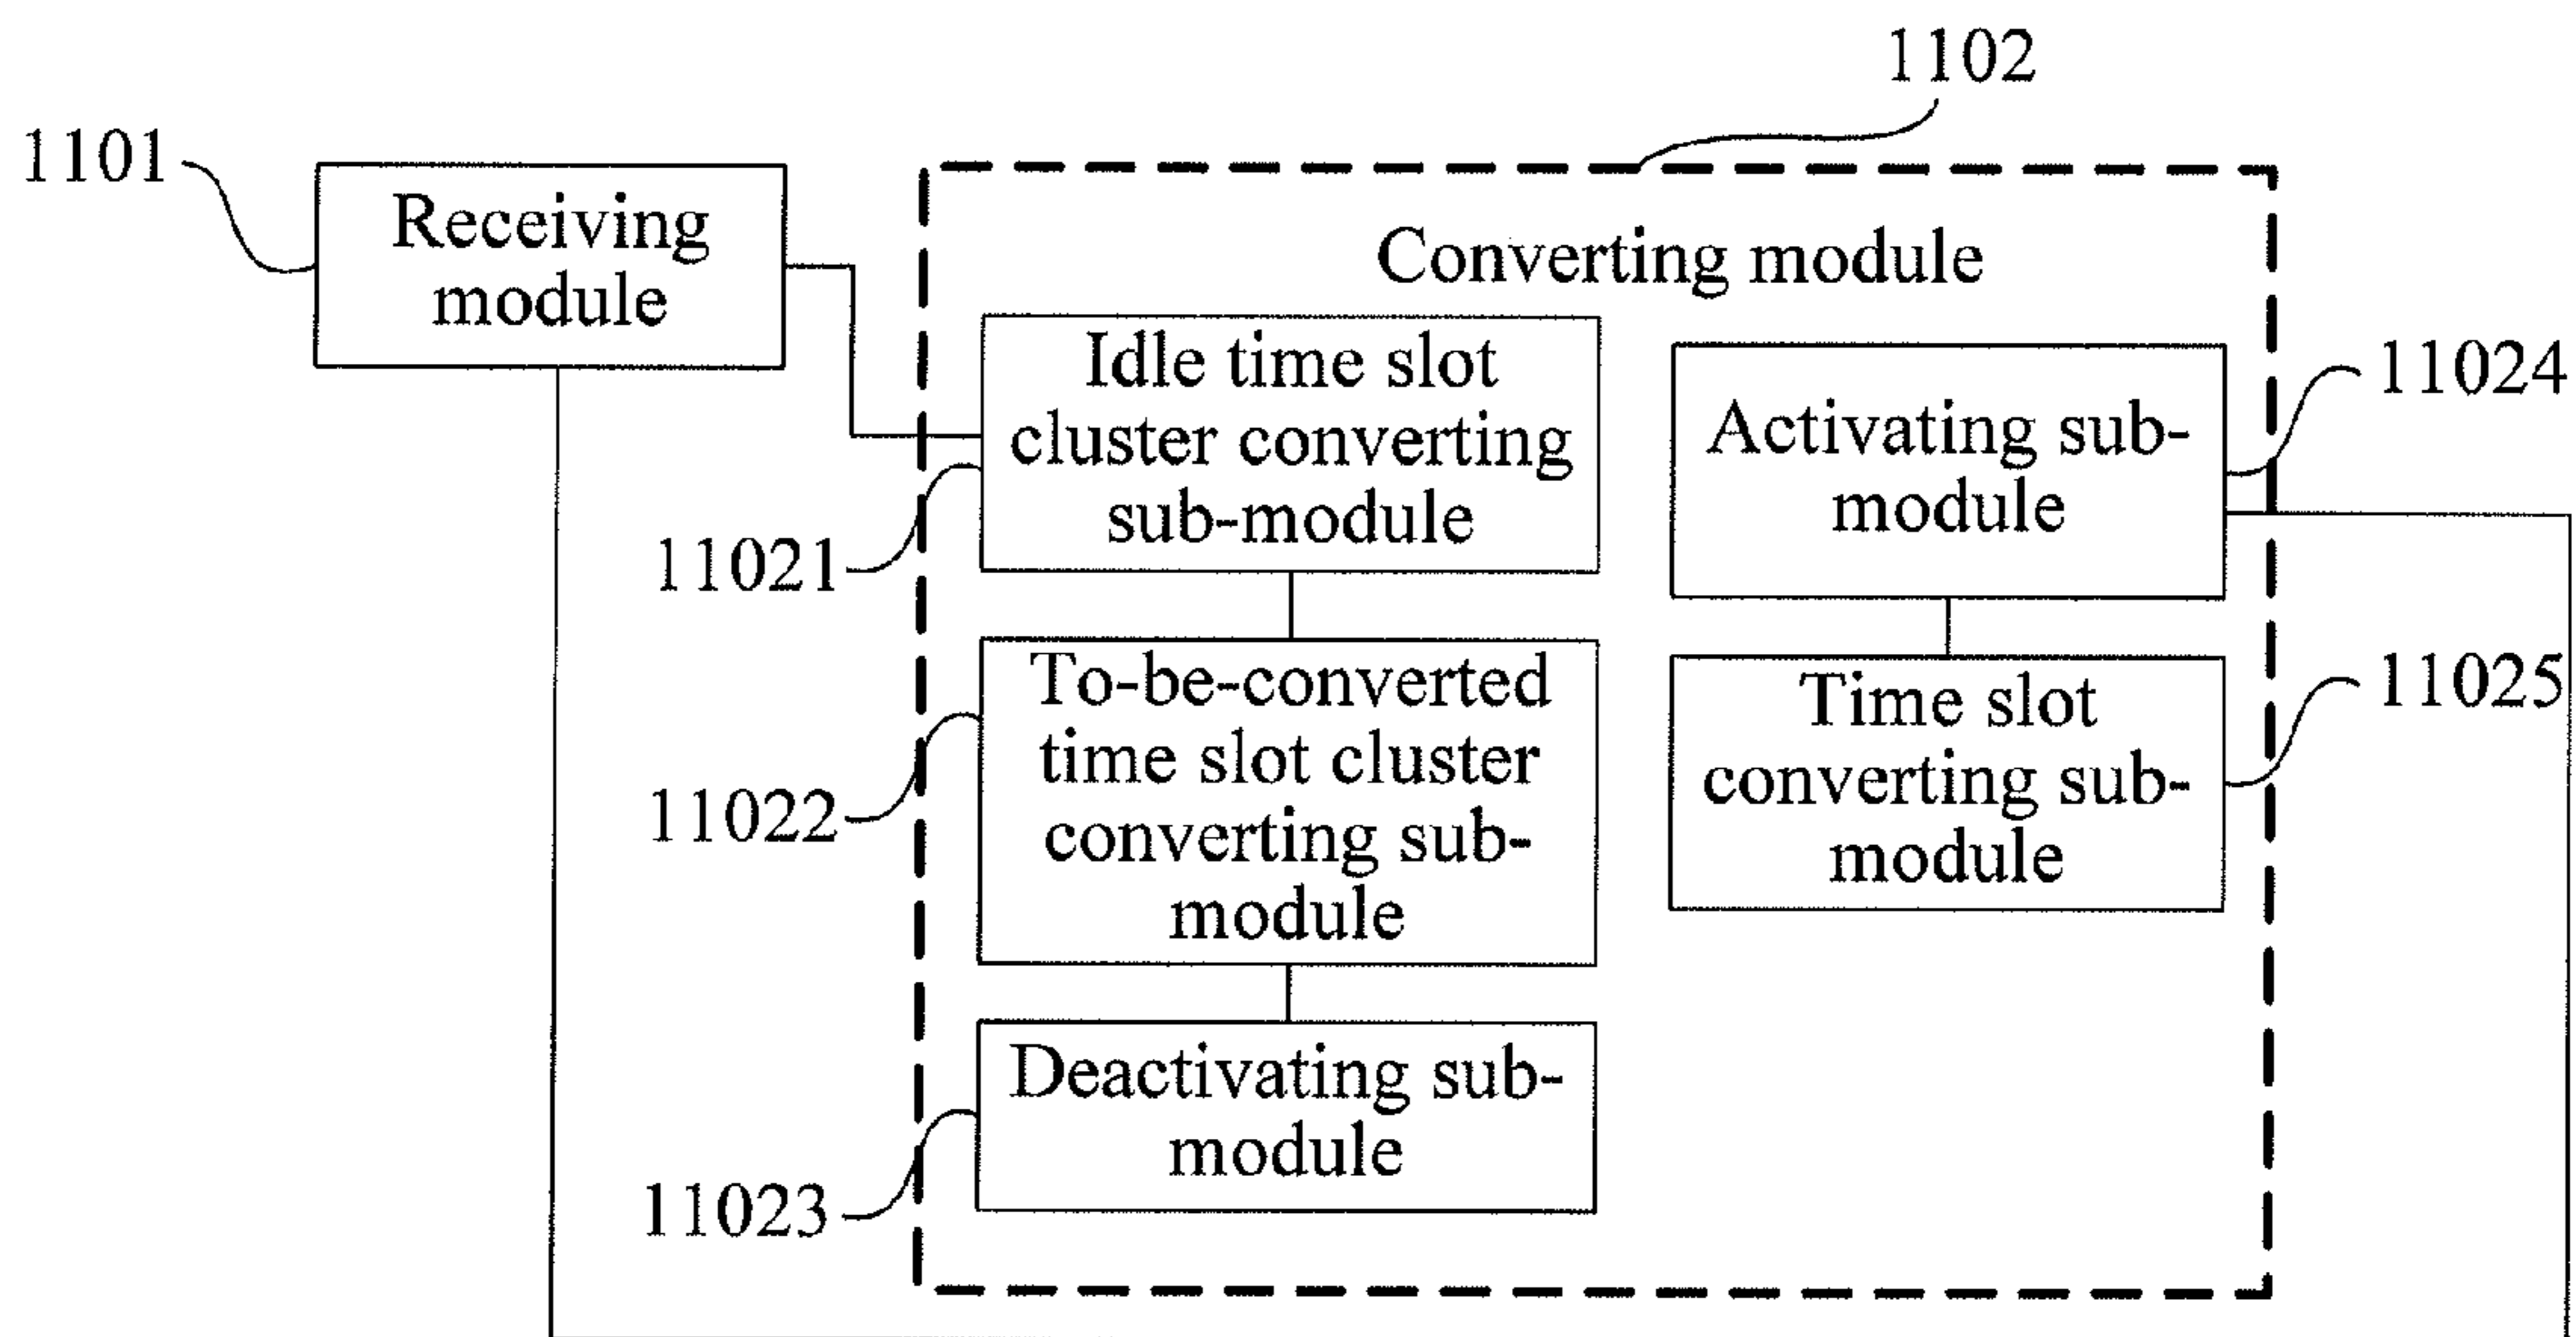 1102
1101
Receiving
module
Converting module
Idle time slot
cluster converting
sub-module
11021
Activating sub-
module
11024
To-be-converted
time slot cluster
converting sub-
module
11022
Time slot
converting sub-
module
11025
Deactivating sub-
module
11023